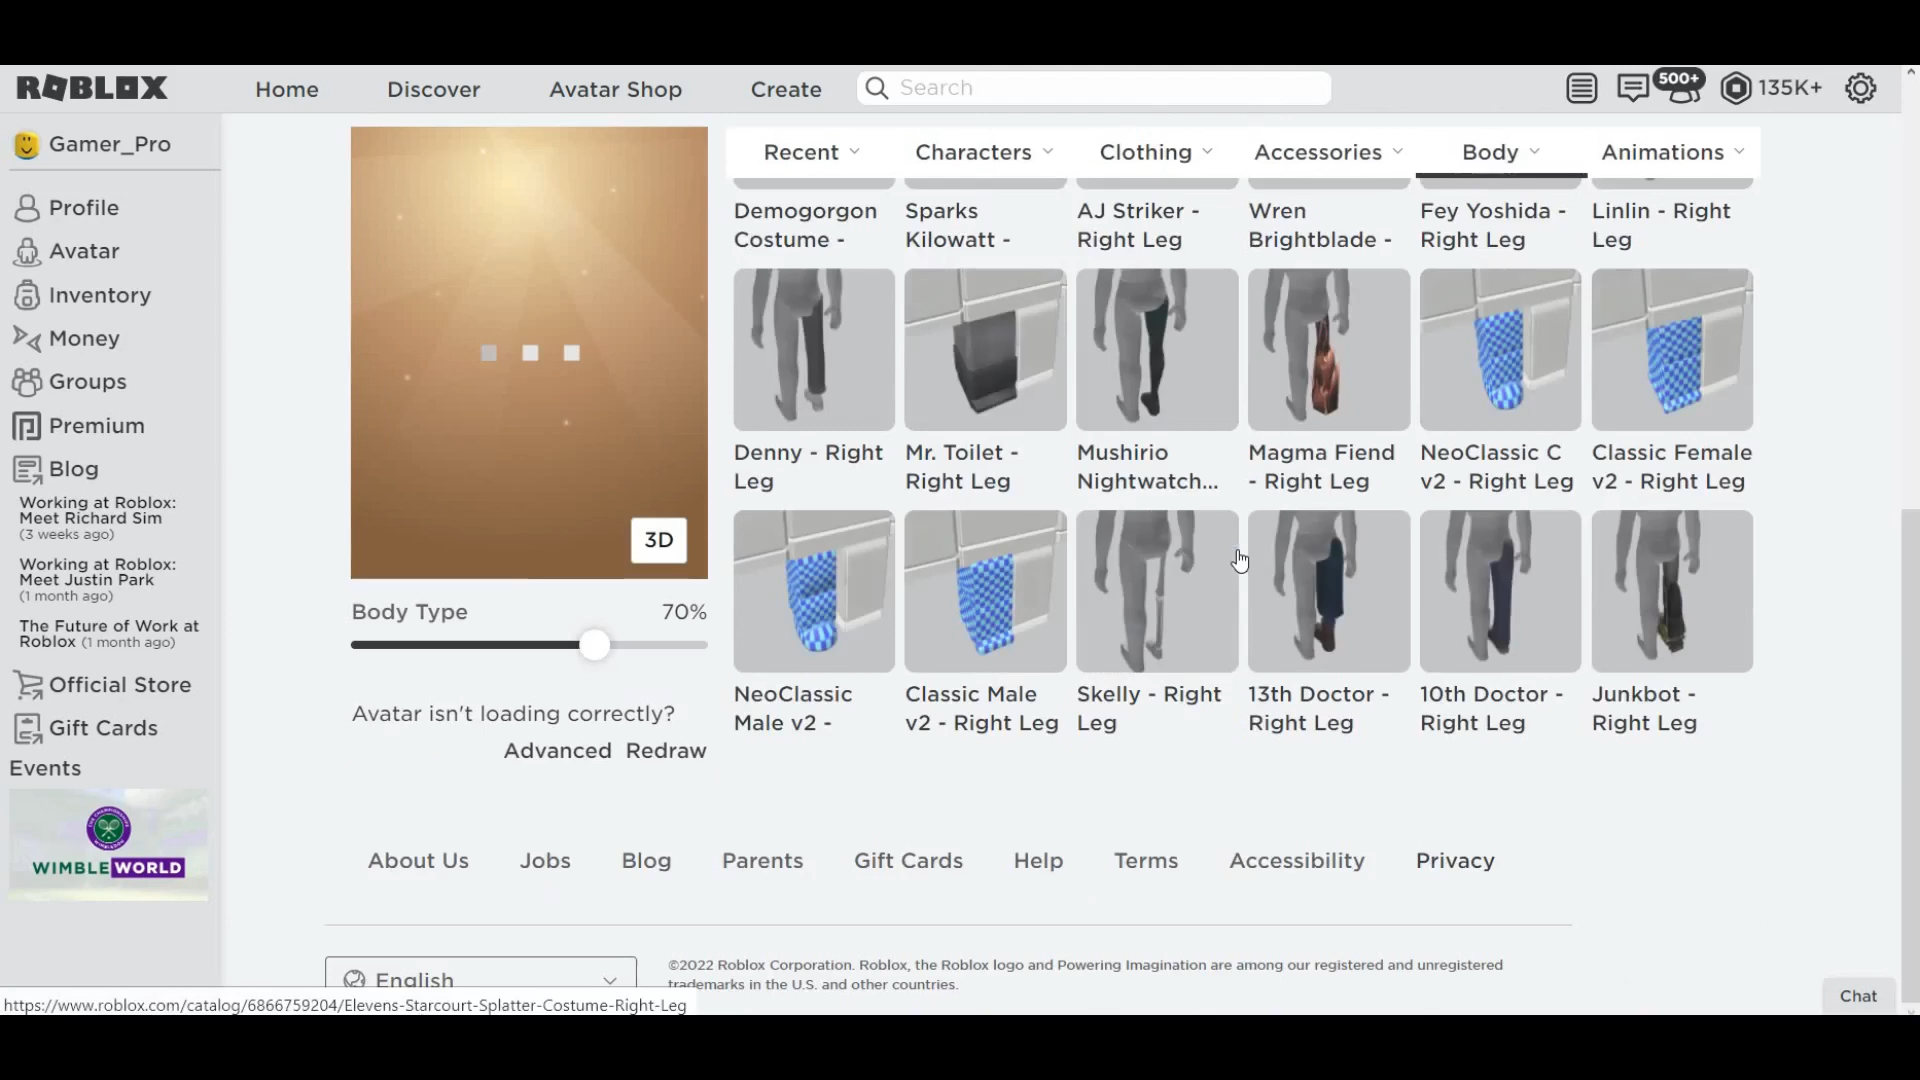 ROBLOX
Home
Discover
Avatar Shop
Create
Search
500+
135K+
Gamer_Pro
Profile
Avatar
Inventory
Money
Groups
Premium
Blog
Working at Roblox:
Meet Richard Sim
(3 weeks ago)
Working at Roblox:
Meet Justin Park
(1 month ago)
The Future of Work at
Roblox (1 month ago)
Official Store
Gift Cards
Events
THE CHAMPIONSHIPS
WIMBLEDON
WIMBLEWORLD
3D
Body Type
70%
Avatar isn't loading correctly?
Advanced
Redraw
Recent
Characters
Clothing
Accessories
Body
Animations
Demogorgon
Costume -
Sparks
Kilowatt -
AJ Striker -
Right Leg
Wren
Brightblade -
Fey Yoshida -
Right Leg
Linlin - Right
Leg
Denny - Right
Leg
Mr. Toilet -
Right Leg
Mushirio
Nightwatch...
Magma Fiend
- Right Leg
NeoClassic C
v2 - Right Leg
Classic Female
v2 - Right Leg
NeoClassic
Male v2 -
Classic Male
v2 - Right Leg
Skelly - Right
Leg
13th Doctor -
Right Leg
10th Doctor -
Right Leg
Junkbot -
Right Leg
About Us
Jobs
Blog
Parents
Gift Cards
Help
Terms
Accessibility
Privacy
English
©2022 Roblox Corporation. Roblox, the Roblox logo and Powering Imagination are among our registered and unregistered
trademarks in the U.S. and other countries.
https://www.roblox.com/catalog/6866759204/Elevens-Starcourt-Splatter-Costume-Right-Leg
Chat